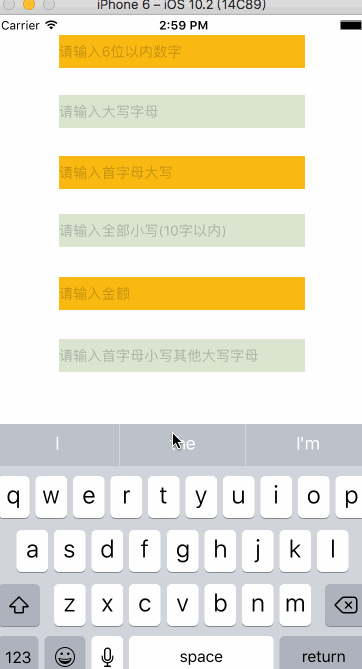 iPhone 6 – iOS 10.2 (14C89)
Carrier 2:59 PM
请输入6位以内数字
请输入大写字母
请输入首字母大写
请输入全部小写(10字以内)
请输入金额
请输入首字母小写其他大写字母
I me I'm
q w e r t y u i o p
a s d f g h j k l
z x c v b n m
123 space return